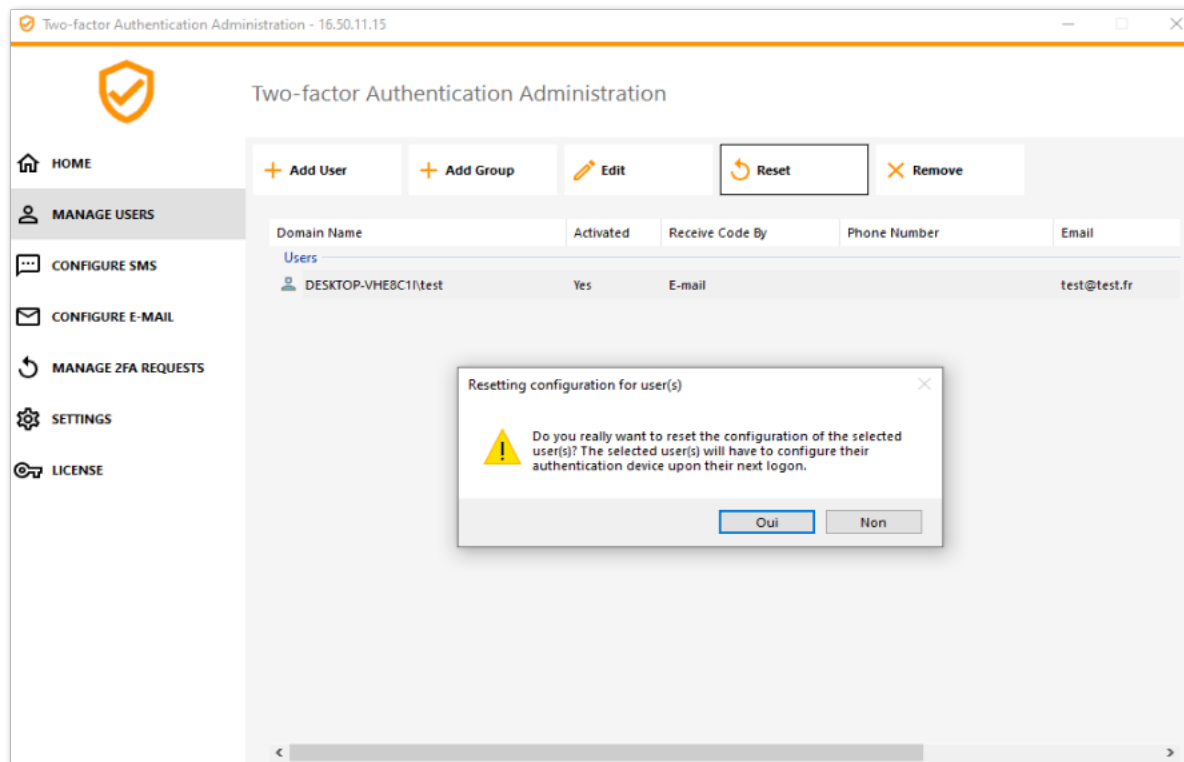 Two-factor Authentication Administration - 16.50.11.15
Two-factor Authentication Administration
HOME
MANAGE USERS
CONFIGURE SMS
CONFIGURE E-MAIL
MANAGE 2FA REQUESTS
SETTINGS
LICENSE
Add User Add Group Edit Reset Remove
Domain Name Activated Receive Code By Phone Number Email
Users
DESKTOP-VHE8C1I\test Yes E-mail test@test.fr
Resetting configuration for user(s)
Do you really want to reset the configuration of the selected
user(s)? The selected user(s) will have to configure their
authentication device upon their next logon.
Oui Non